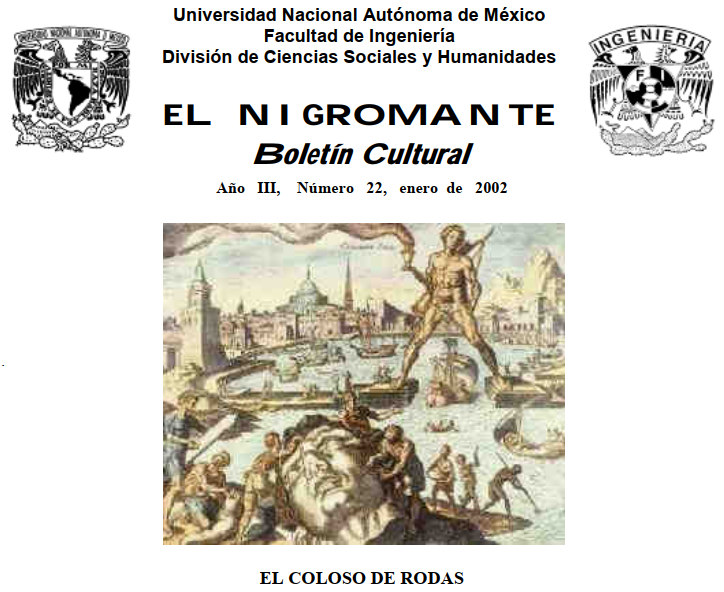 Universidad Nacional Autónoma de México
Facultad de Ingeniería
División de Ciencias Sociales y Humanidades
INGENIERIA
EL NIGROMANTE
Boletín Cultural
Año III, Número 22, enero de 2002
EL COLOSO DE RODAS